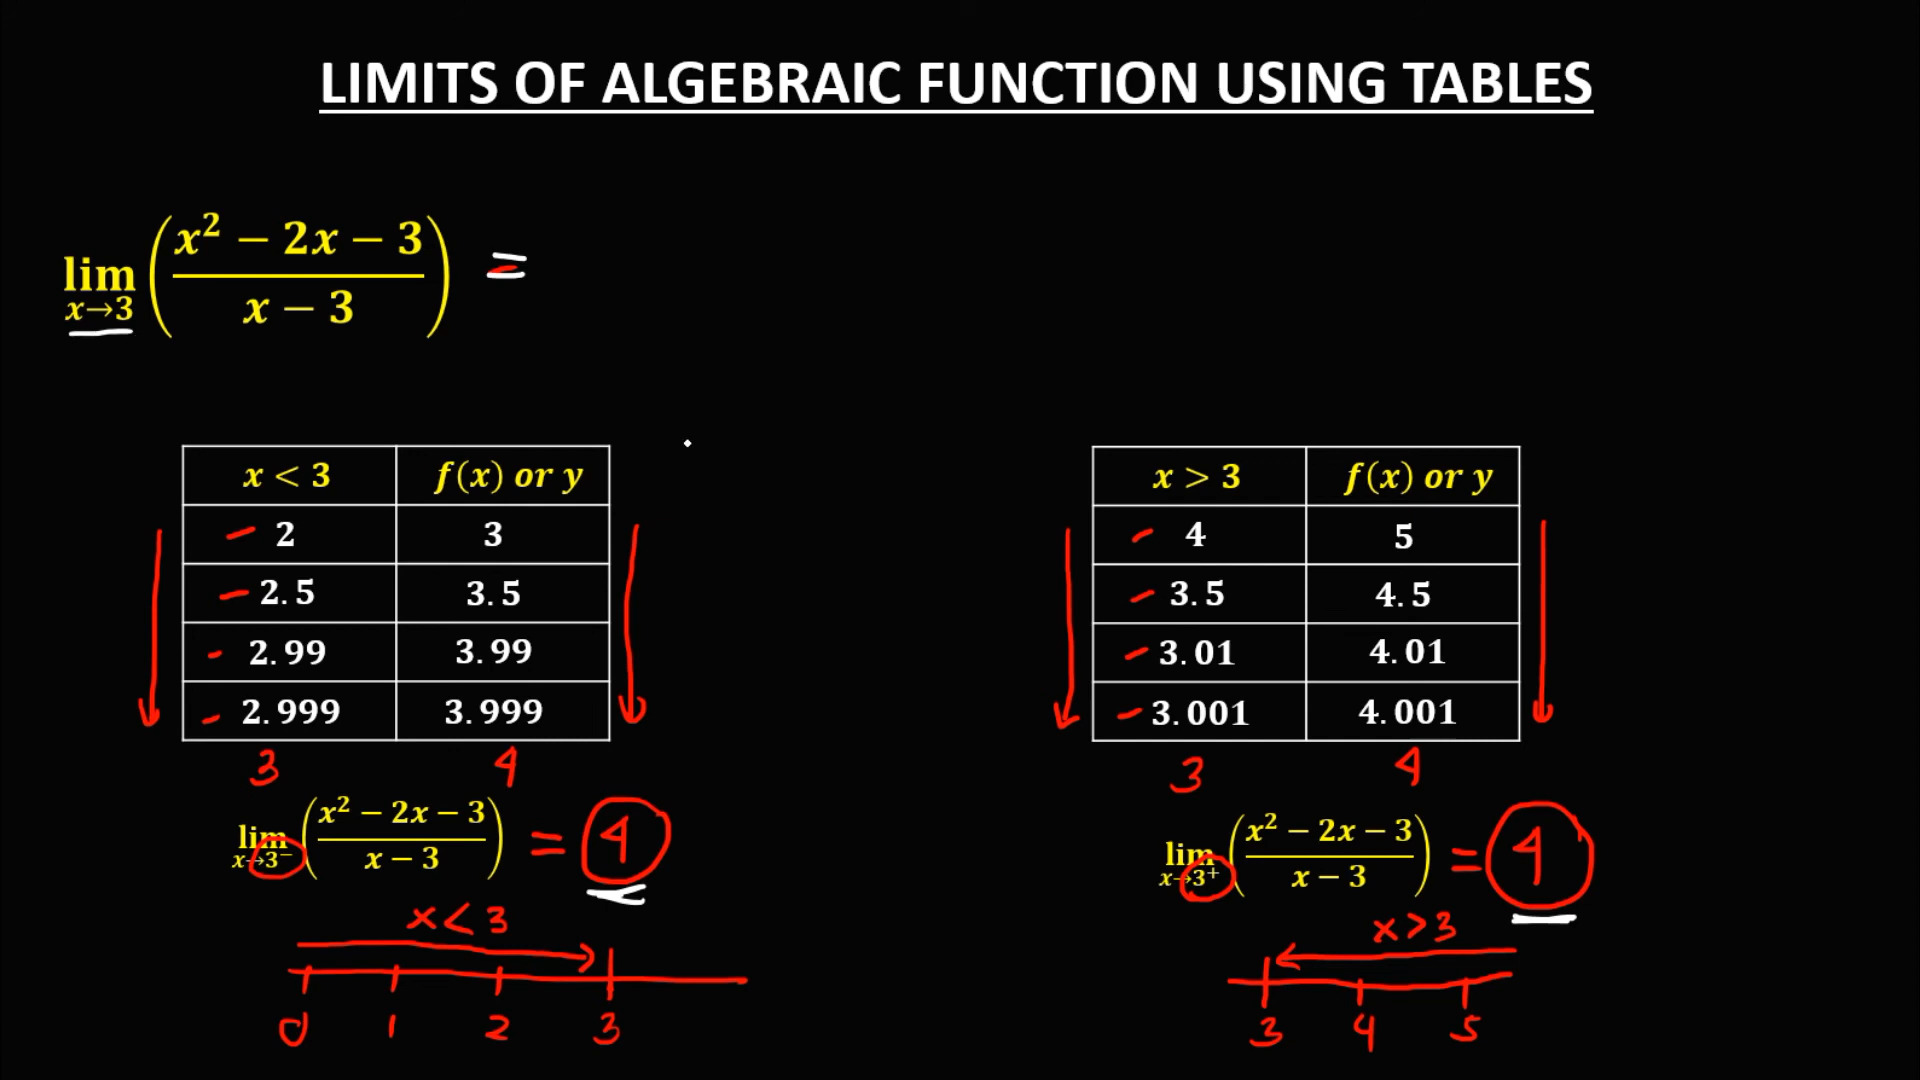 LIMITS OF ALGEBRAIC FUNCTION USING TABLES
lim x→3 ( x² − 2x − 3 / x − 3 ) =
x < 3 f(x) or y
2 3
2.5 3.5
2.99 3.99
2.999 3.999
3 4
lim x→3⁻ ( x² − 2x − 3 / x − 3 ) = 4
x < 3
0 1 2 3
x > 3 f(x) or y
4 5
3.5 4.5
3.01 4.01
3.001 4.001
3 4
lim x→3⁺ ( x² − 2x − 3 / x − 3 ) = 4
x > 3
3 4 5